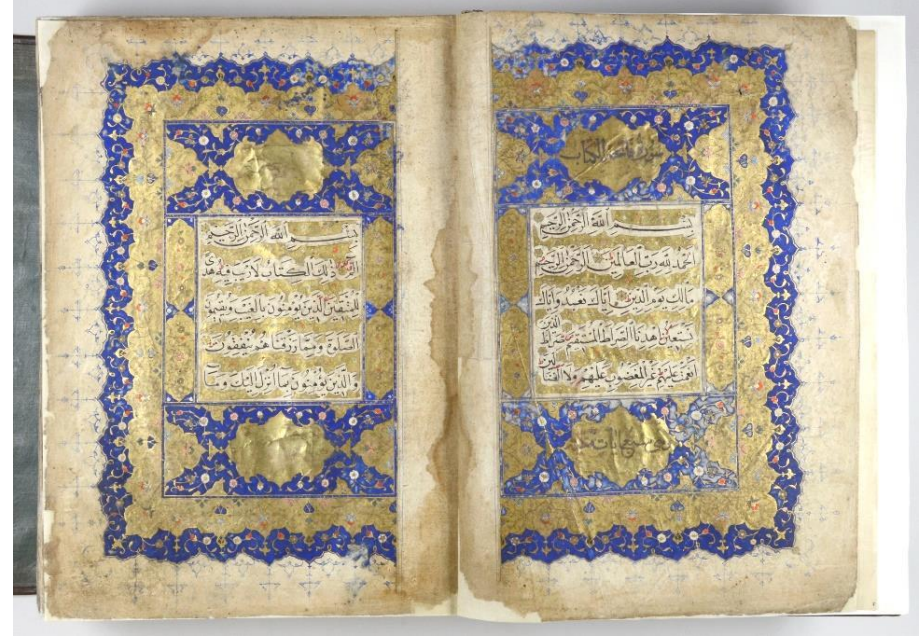 سورة فاتحة الكتاب
بسم الله الرحمن الرحيم
الحمد لله رب العالمين الرحمن الرحيم
مالك يوم الدين اياك نعبد واياك
نستعين اهدنا الصراط المستقيم صراط الذين
انعمت عليهم غير المغضوب عليهم ولا الضالين
سبع ايات
بسم الله الرحمن الرحيم
الم ذلك الكتاب لا ريب فيه هدى
للمتقين الذين يؤمنون بالغيب ويقيمون
الصلوة ومما رزقناهم ينفقون
والذين يؤمنون بما انزل اليك وما